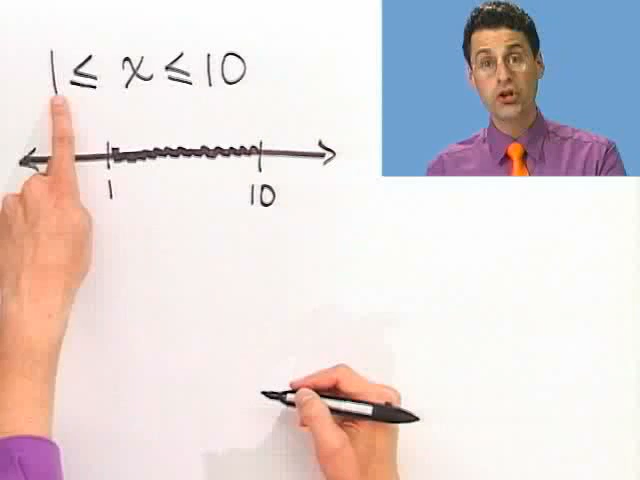 1 ≤ x ≤ 10
1 10